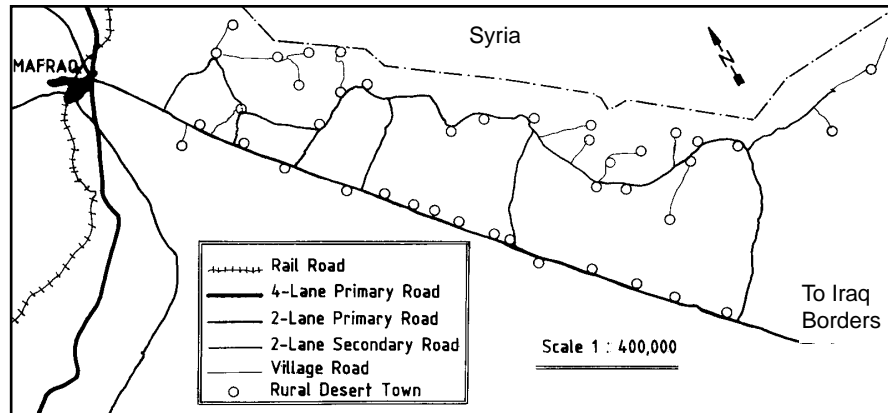 Syria
N
MAFRAQ
To Iraq
Borders
Rail Road
4-Lane Primary Road
2-Lane Primary Road
2-Lane Secondary Road
Village Road
Rural Desert Town
Scale 1 : 400,000